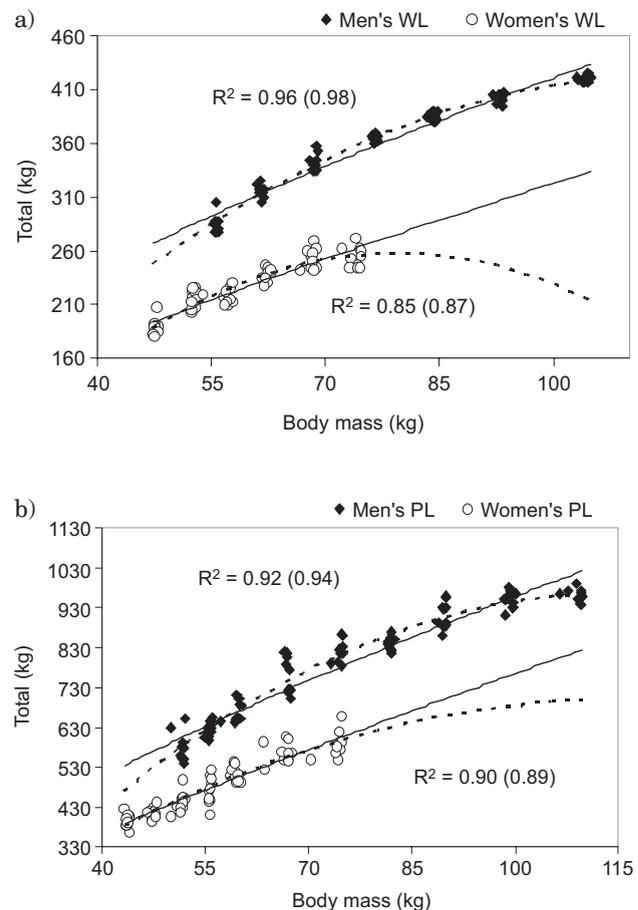 a)
◆ Men's WL ○ Women's WL
460
410
360
310
260
210
160
Total (kg)
R² = 0.96 (0.98)
R² = 0.85 (0.87)
40 55 70 85 100
Body mass (kg)
b)
◆ Men's PL ○ Women's PL
1130
1030
930
830
730
630
530
430
330
Total (kg)
R² = 0.92 (0.94)
R² = 0.90 (0.89)
40 55 70 85 100 115
Body mass (kg)